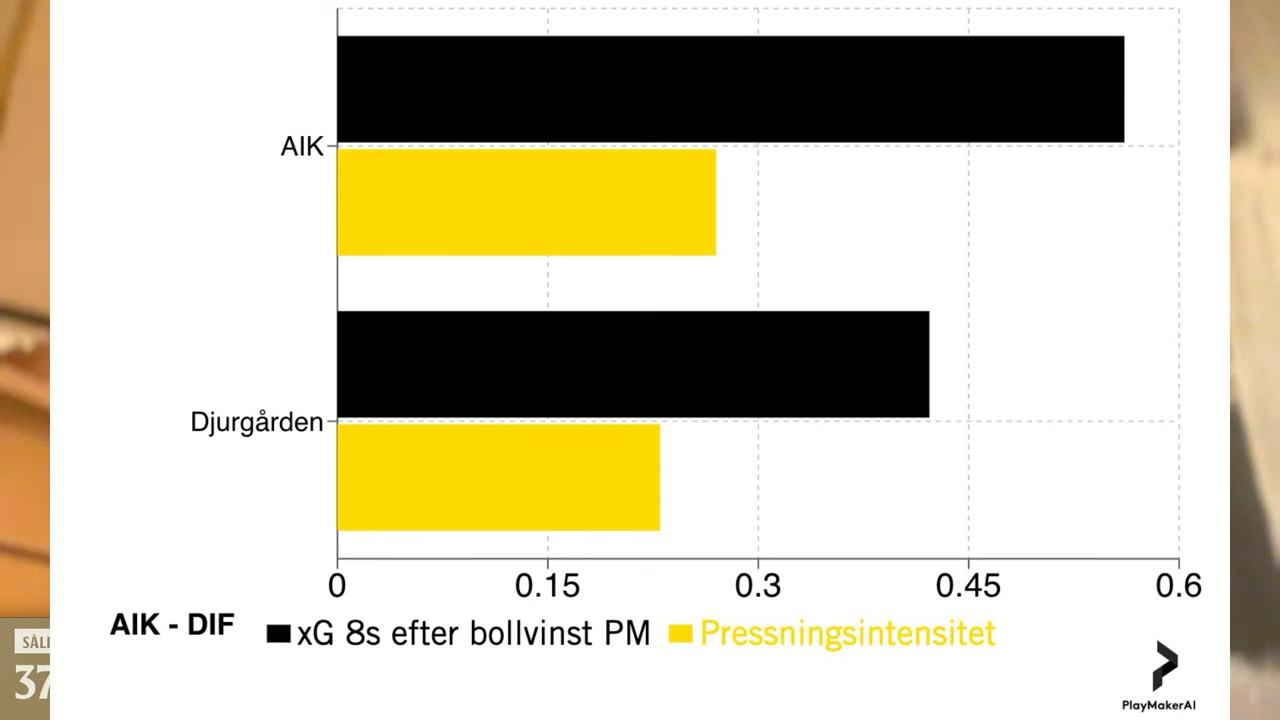 AIK
Djurgården
0 0.15 0.3 0.45 0.6
AIK - DIF xG 8s efter bollvinst PM Pressningsintensitet
37
PlayMakerAI